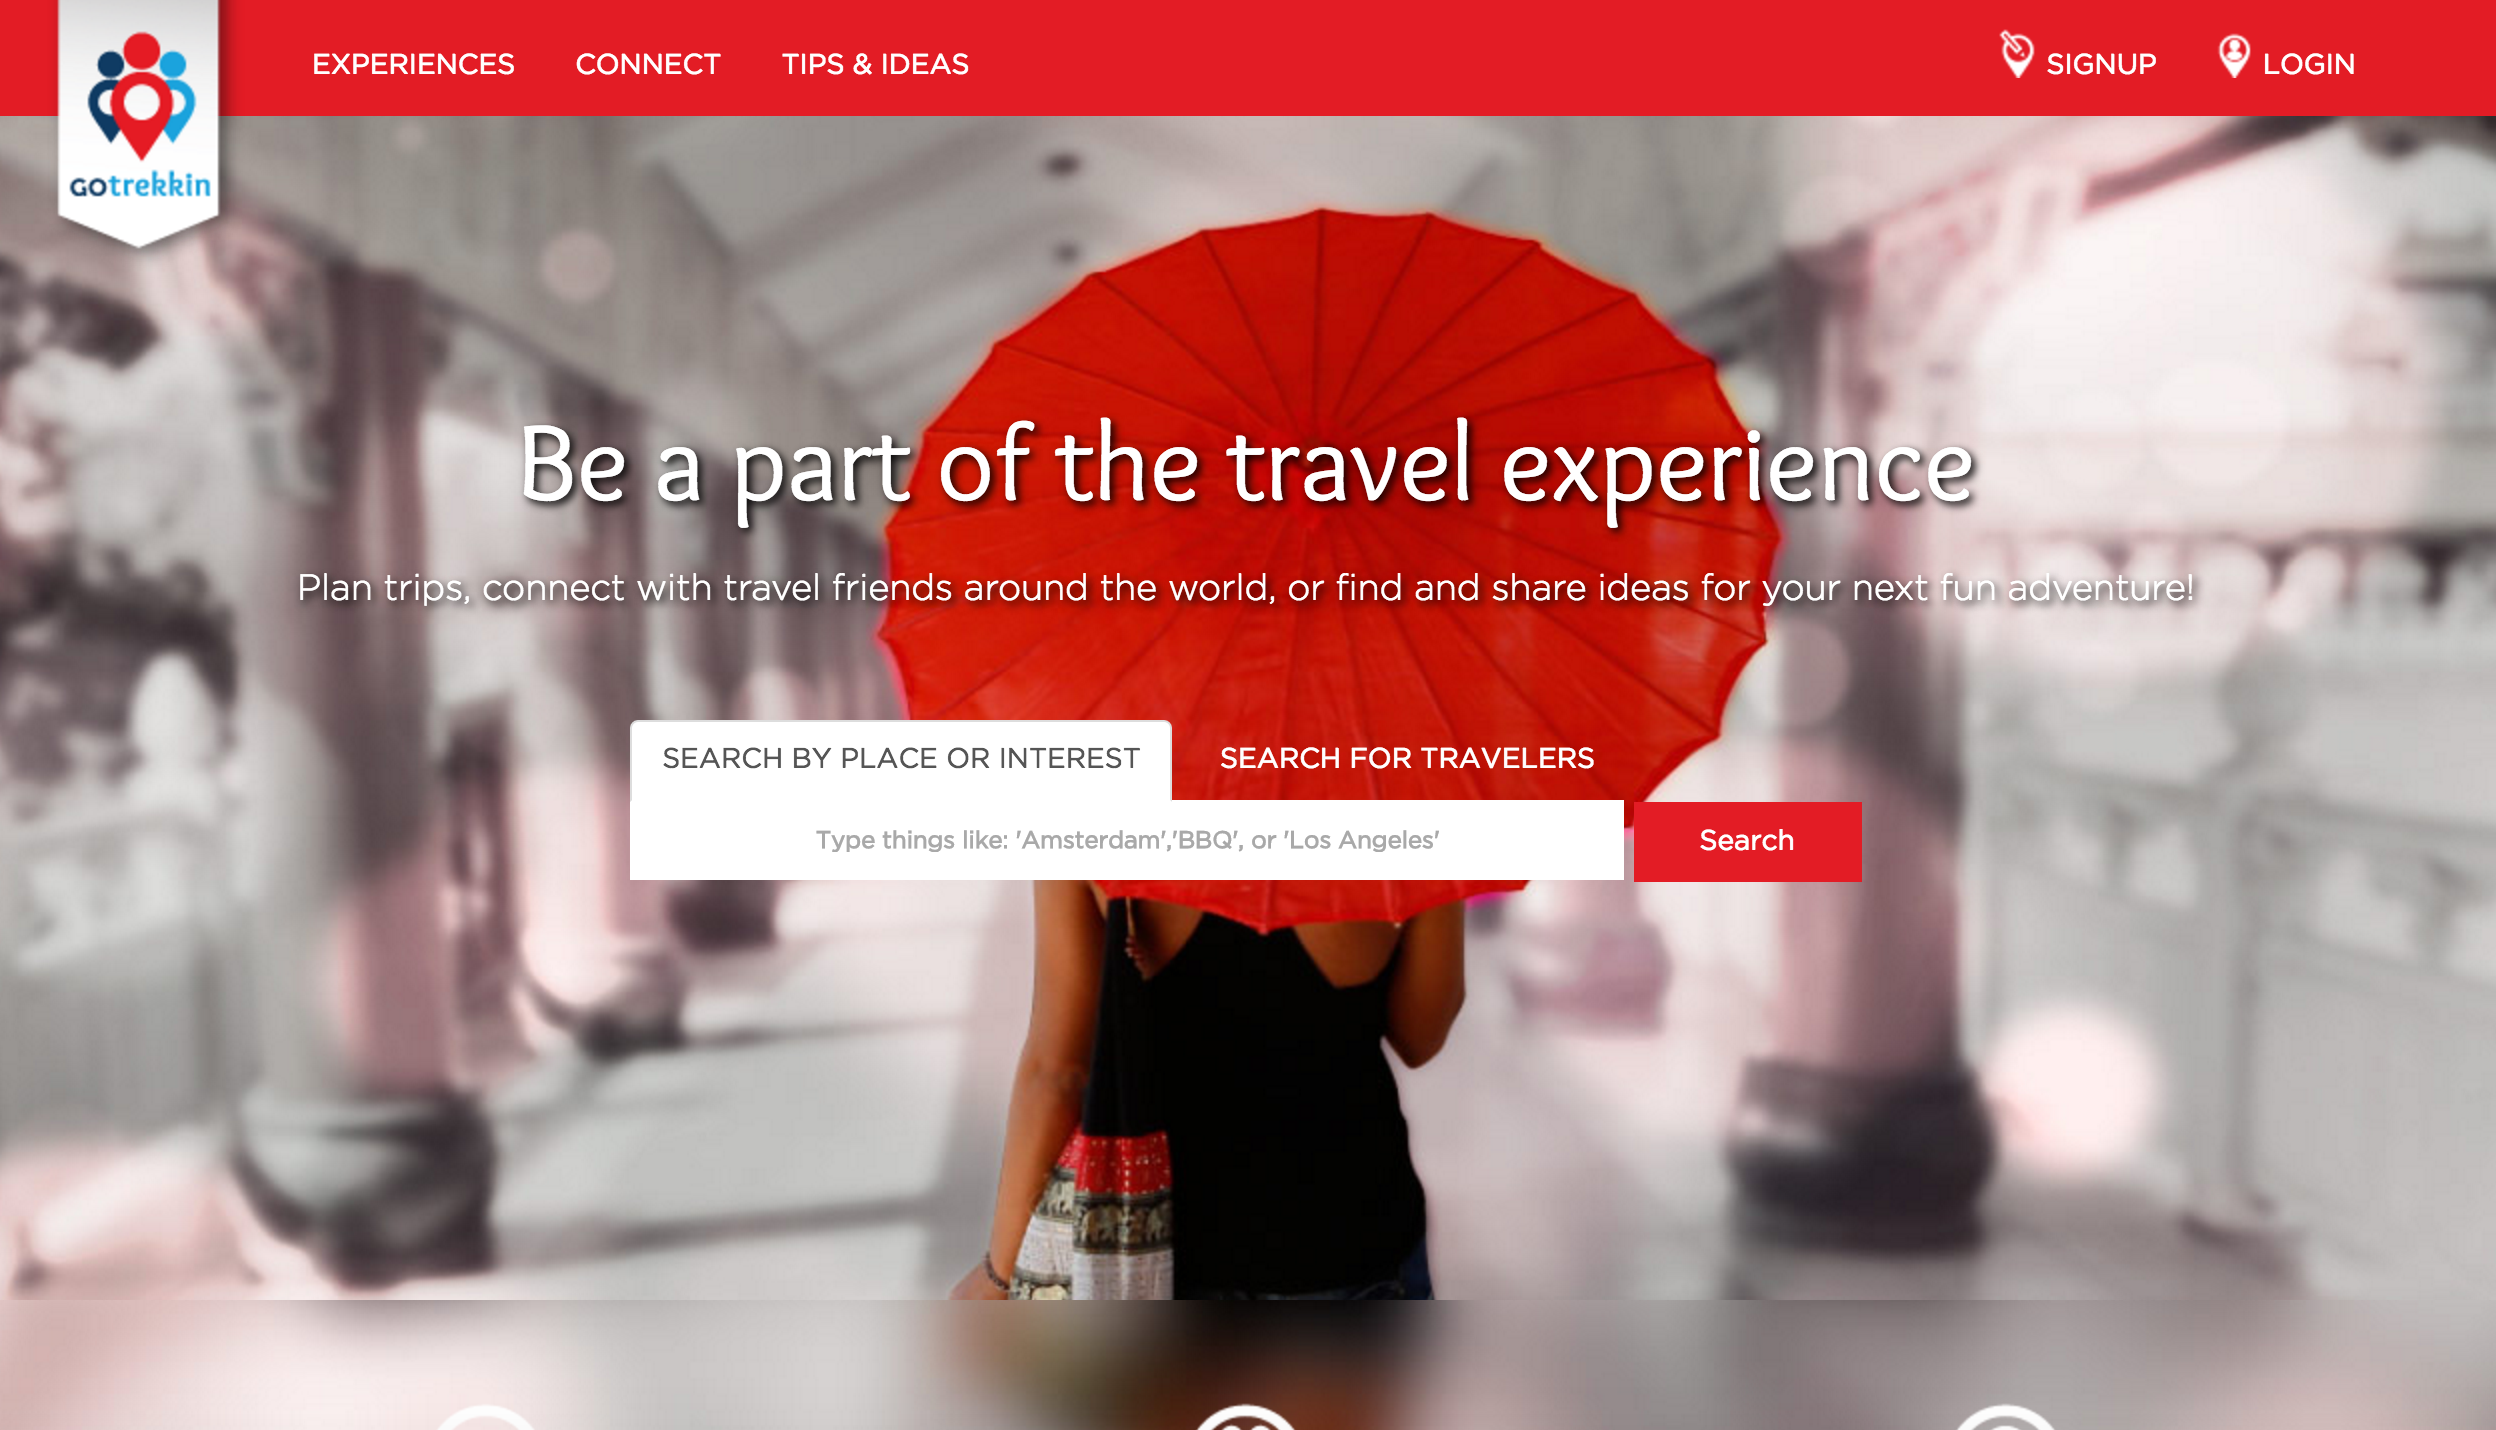 GOtrekkin
EXPERIENCES
CONNECT
TIPS & IDEAS
SIGNUP
LOGIN
Be a part of the travel experience
Plan trips, connect with travel friends around the world, or find and share ideas for your next fun adventure!
SEARCH BY PLACE OR INTEREST
SEARCH FOR TRAVELERS
Type things like: 'Amsterdam','BBQ', or 'Los Angeles'
Search